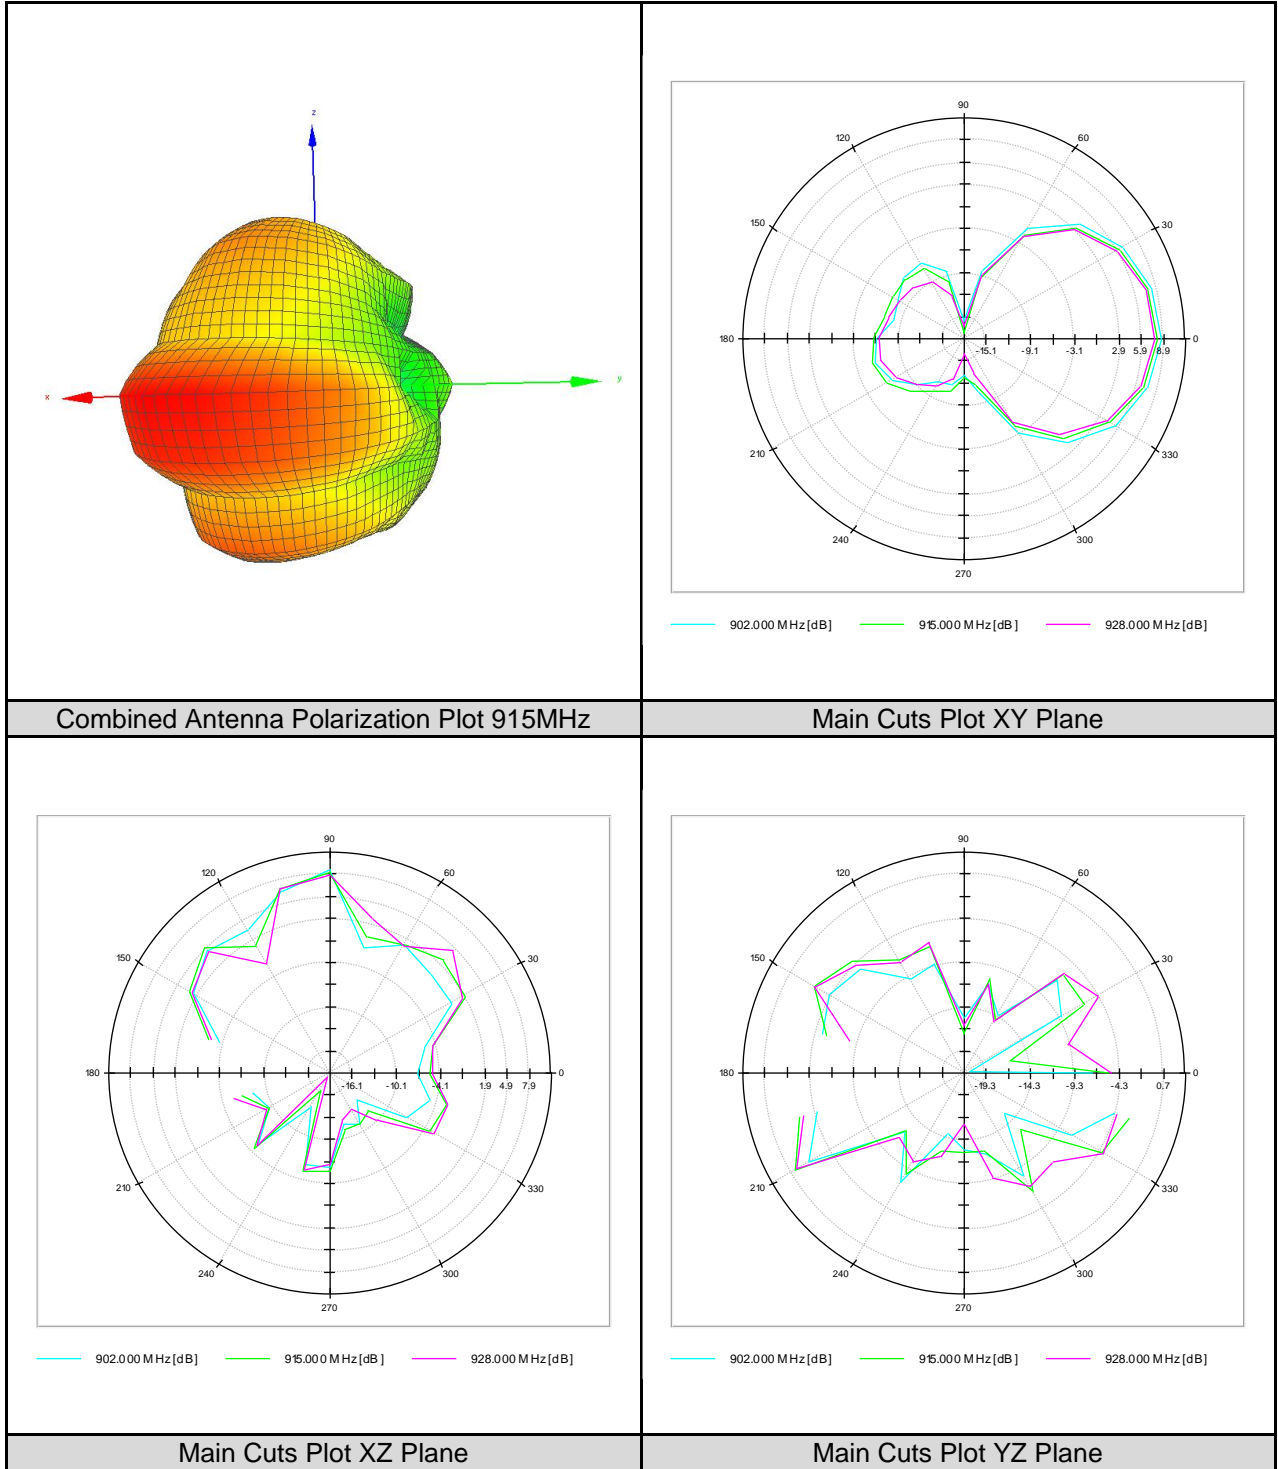 z
x
y
Combined Antenna Polarization Plot 915MHz
90
120
60
150
30
180
-15.1 -9.1 -3.1 2.9 5.9 8.9
0
210
330
240
300
270
902.000 MHz[dB] 915.000 MHz[dB] 928.000 MHz[dB]
Main Cuts Plot XY Plane
90
120
60
150
30
180
-16.1 -10.1 -4.1 1.9 4.9 7.9
0
210
330
240
300
270
902.000 MHz[dB] 915.000 MHz[dB] 928.000 MHz[dB]
Main Cuts Plot XZ Plane
90
120
60
150
30
180
-19.3 -14.3 -9.3 -4.3 0.7
0
210
330
240
300
270
902.000 MHz[dB] 915.000 MHz[dB] 928.000 MHz[dB]
Main Cuts Plot YZ Plane